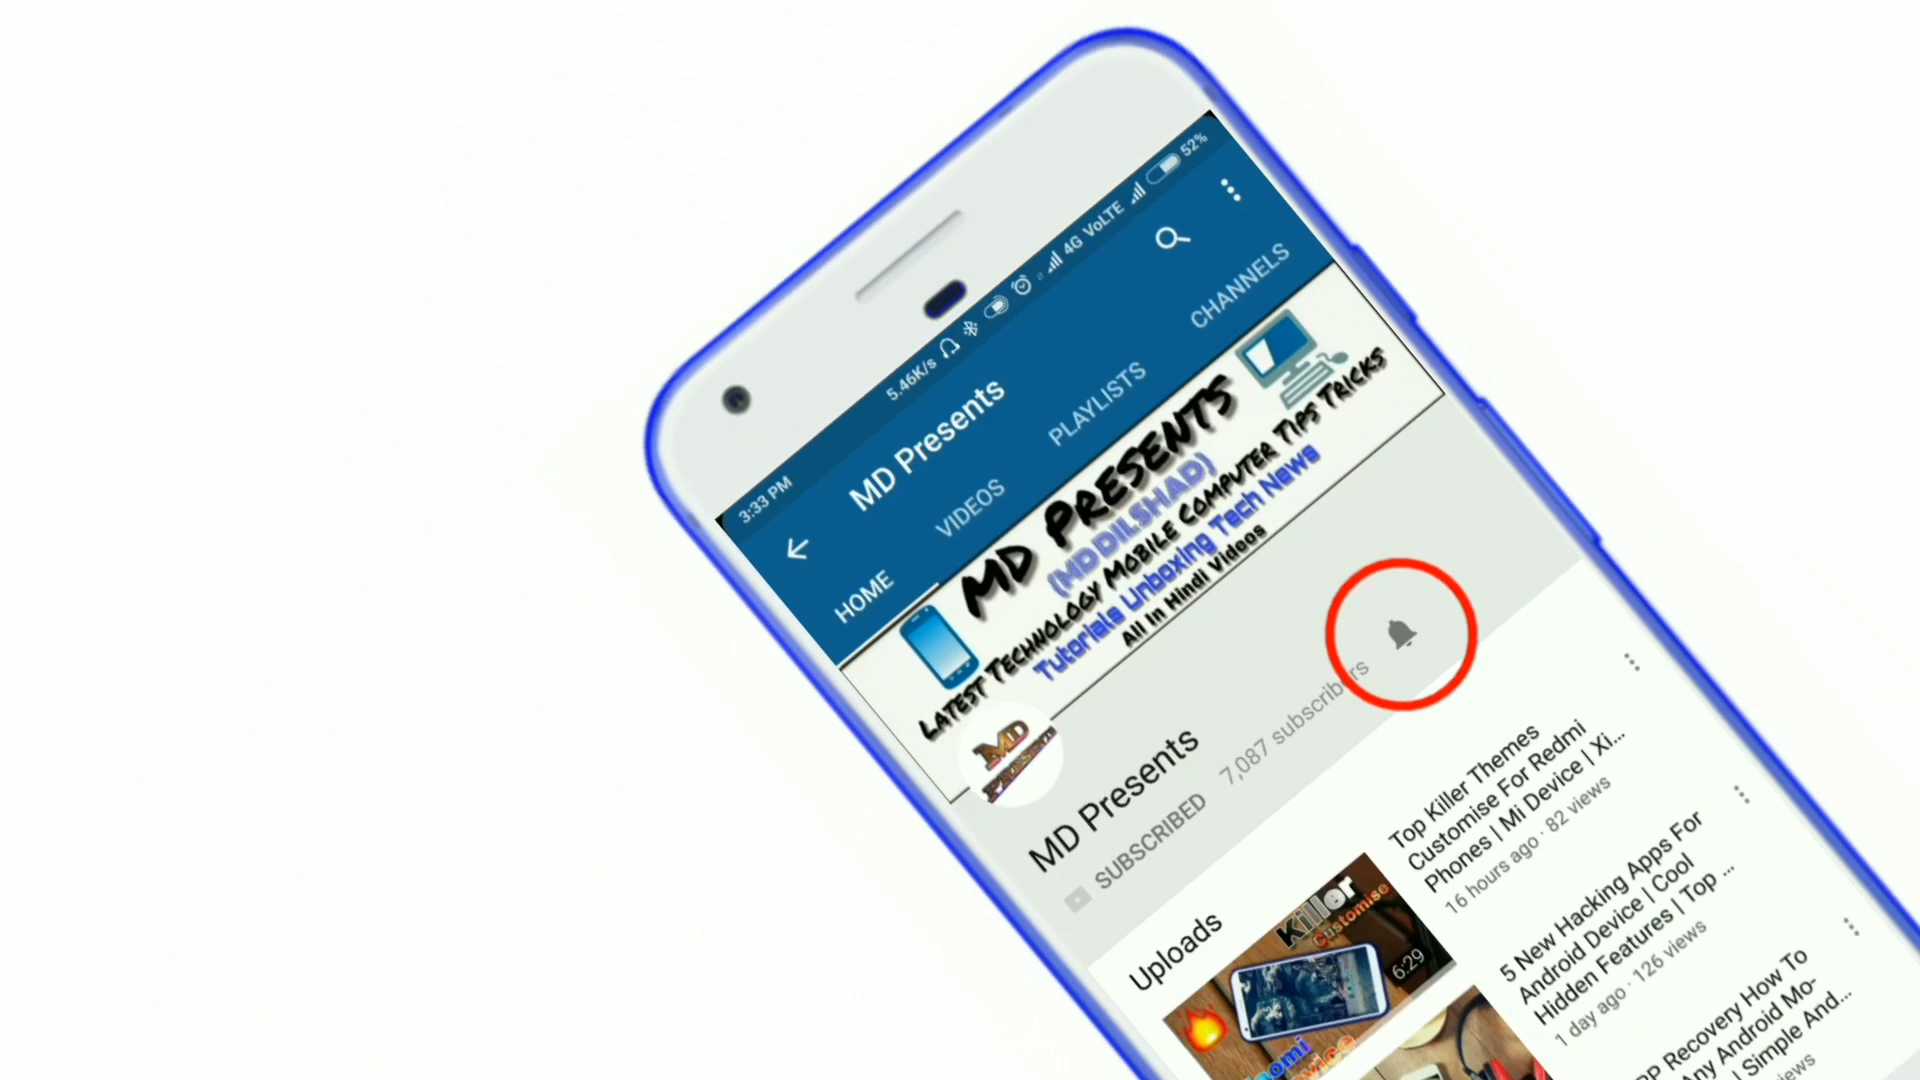 3:33 PM 5.46K/s 4G VoLTE 52%
MD Presents
HOME VIDEOS PLAYLISTS CHANNELS
MD PRESENTS
(MD DILSHAD)
LATEST TECHNOLOGY MOBILE COMPUTER TIPS TRICKS
Tutorials Unboxing Tech News
All In Hindi Videos
MD
PRESENTS
MD Presents
SUBSCRIBED 7,087 subscribers
Uploads
Killer
Customise
6:29
Top Killer Themes
Customise For Redmi
Phones | Mi Device | Xi...
16 hours ago · 82 views
5 New Hacking Apps For
Android Device | Cool
Hidden Features | Top ...
1 day ago · 126 views
Recovery How To
Any Android Mo-
| Simple And...